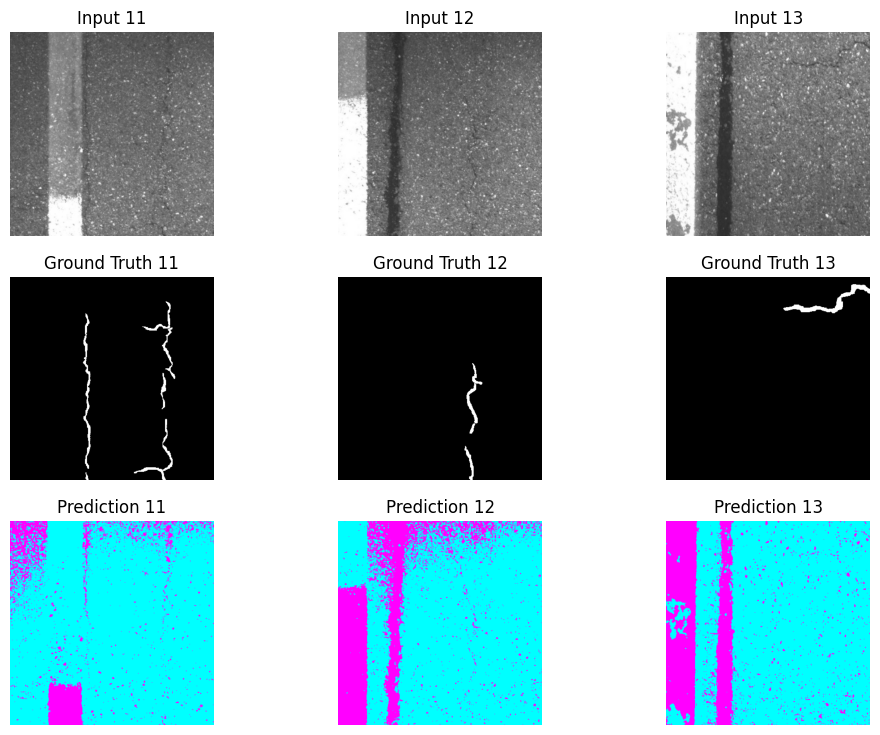 Input 11
Input 12
Input 13
Ground Truth 11
Ground Truth 12
Ground Truth 13
Prediction 11
Prediction 12
Prediction 13